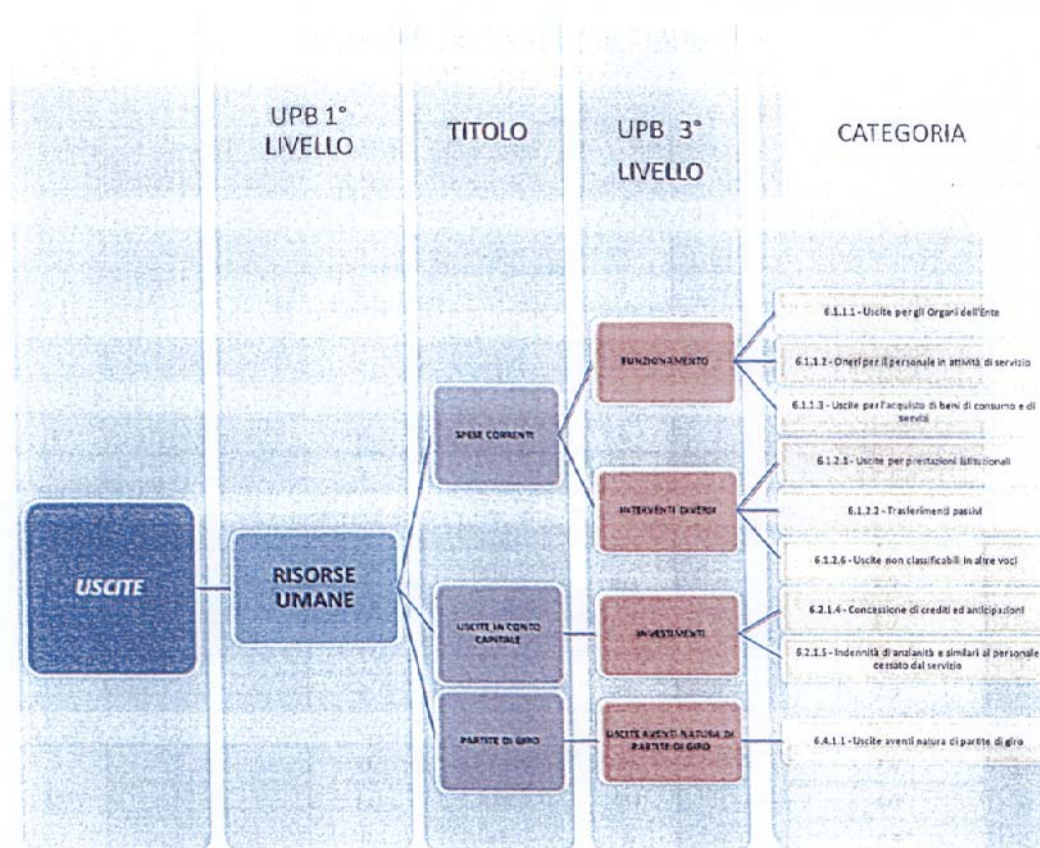 UPB 1°
LIVELLO
TITOLO
UPB 3°
LIVELLO
CATEGORIA
USCITE
RISORSE
UMANE
SPESE CORRENTI
USCITE IN CONTO
CAPITALE
PARTITE DI GIRO
FUNZIONAMENTO
INTERVENTI DIVERSI
INVESTIMENTI
USCITE AVENTI NATURA DI
PARTITE DI GIRO
6.1.1.1 - Uscite per gli Organi dell'Ente
6.1.1.2 - Oneri per il personale in attività di servizio
6.1.1.3 - Uscite per l'acquisto di beni di consumo e di
servizi
6.1.2.1 - Uscite per prestazioni istituzionali
6.1.2.2 - Trasferimenti passivi
6.1.2.6 - Uscite non classificabili in altre voci
6.2.1.4 - Concessione di crediti ed anticipazioni
6.2.1.5 - Indennità di anzianità e similari al personale
cessato dal servizio
6.4.1.1 - Uscite aventi natura di partite di giro